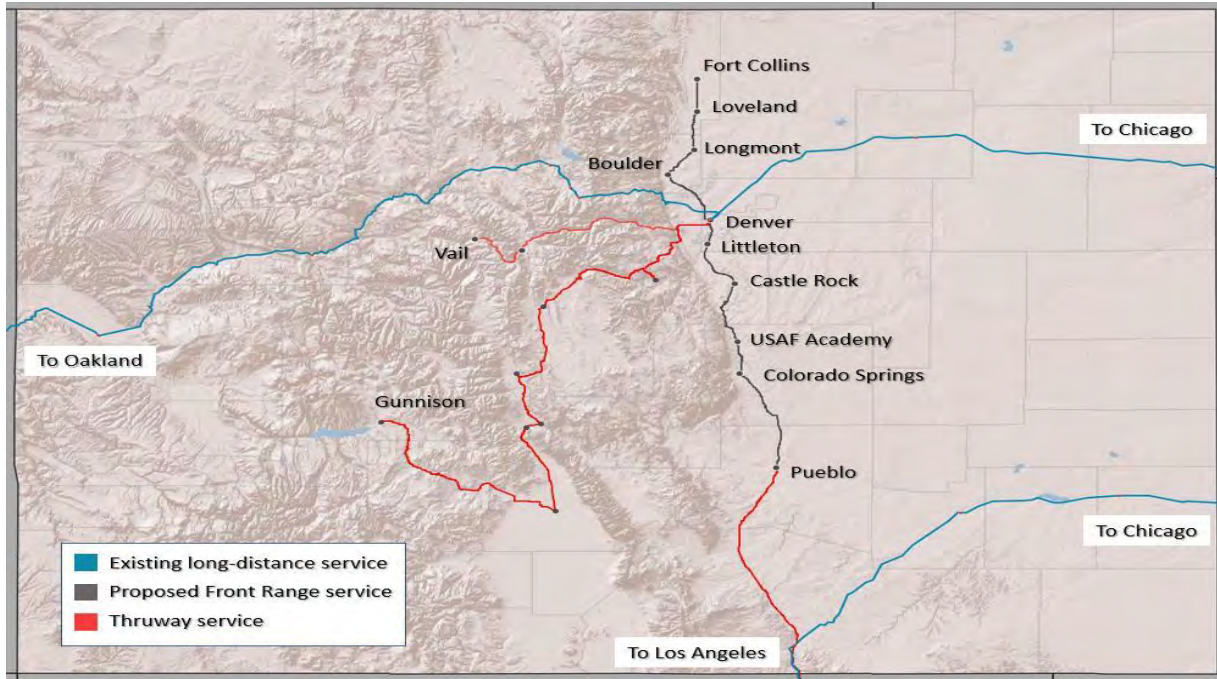 Fort Collins
Loveland
To Chicago
Longmont
Boulder
Denver
Littleton
Vail
Castle Rock
USAF Academy
To Oakland
Colorado Springs
Gunnison
Pueblo
To Chicago
Existing long-distance service
Proposed Front Range service
Thruway service
To Los Angeles